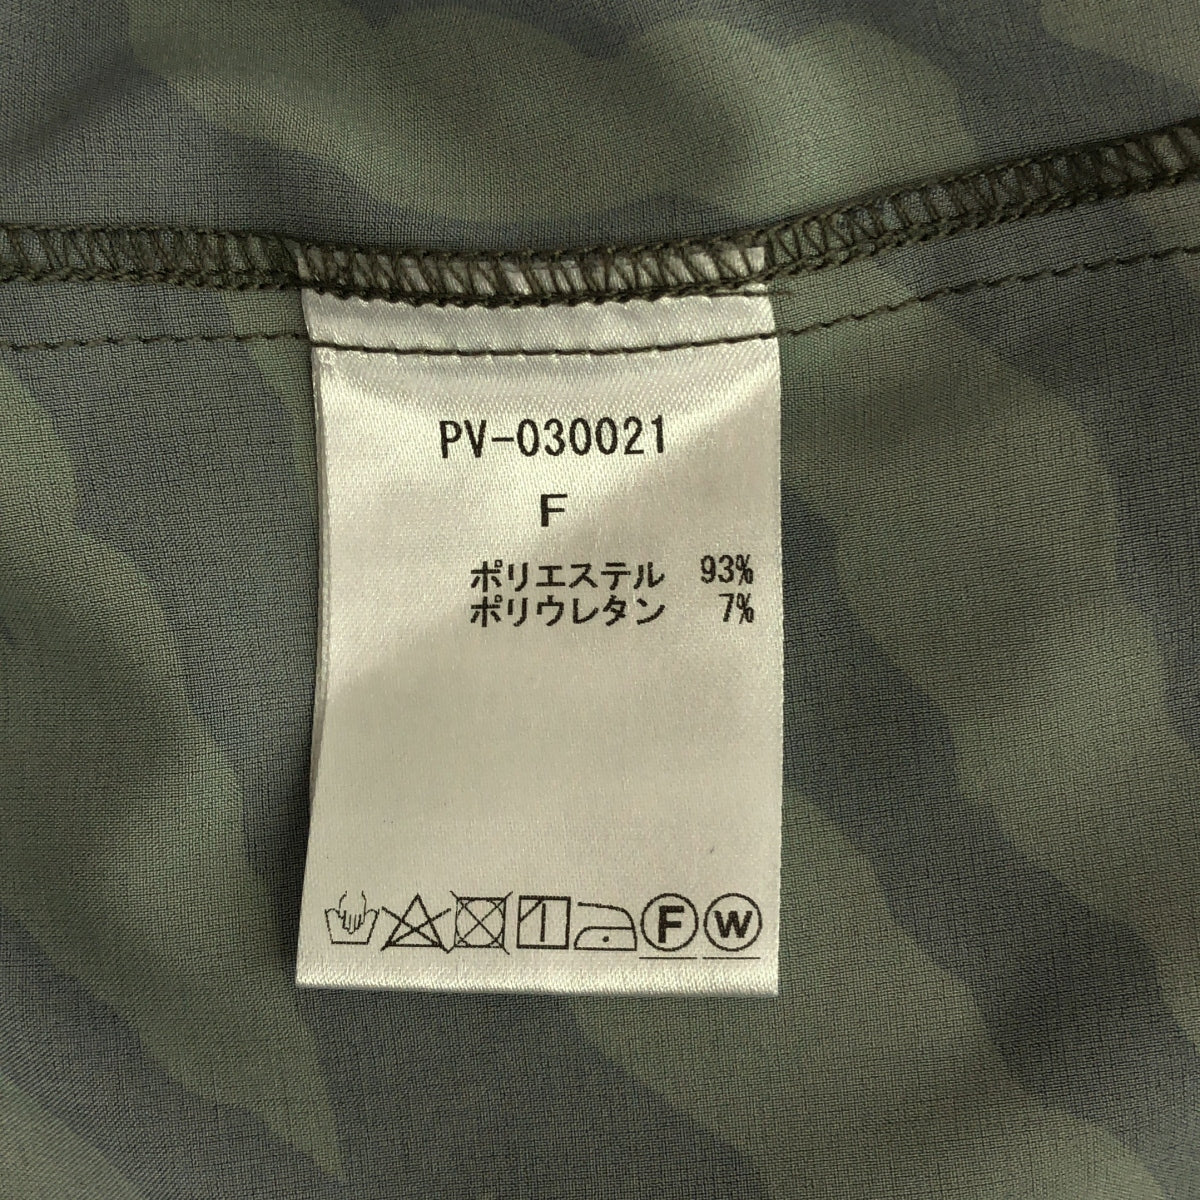 PV-030021
F
ポリエステル 93%
ポリウレタン 7%
F W